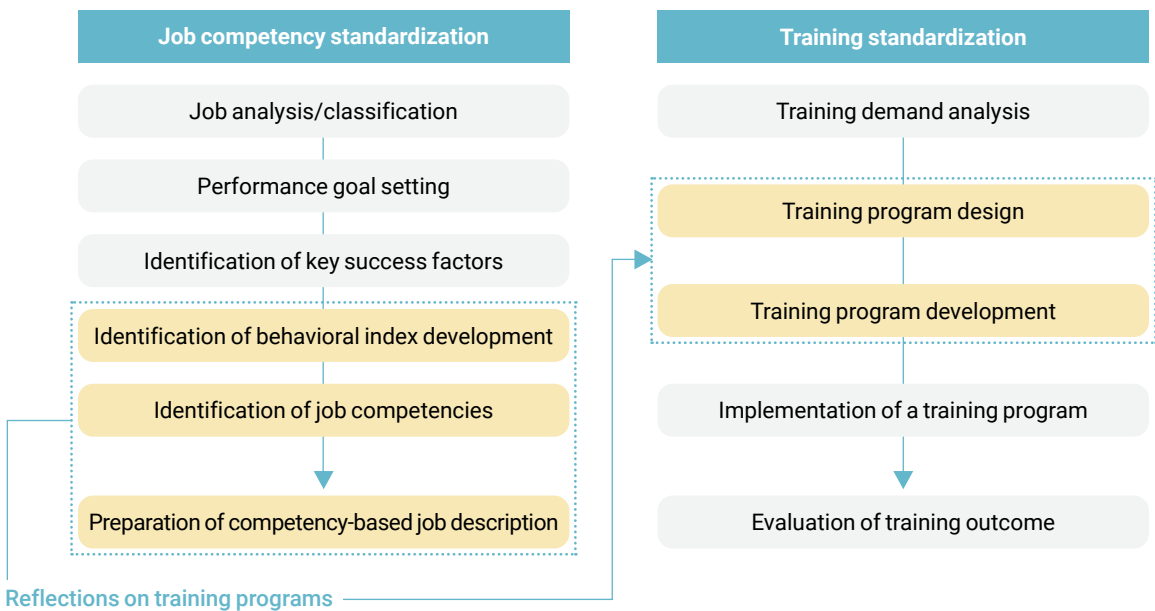 Job competency standardization
Job analysis/classification
Performance goal setting
Identification of key success factors
Identification of behavioral index development
Identification of job competencies
Preparation of competency-based job description
Reflections on training programs
Training standardization
Training demand analysis
Training program design
Training program development
Implementation of a training program
Evaluation of training outcome